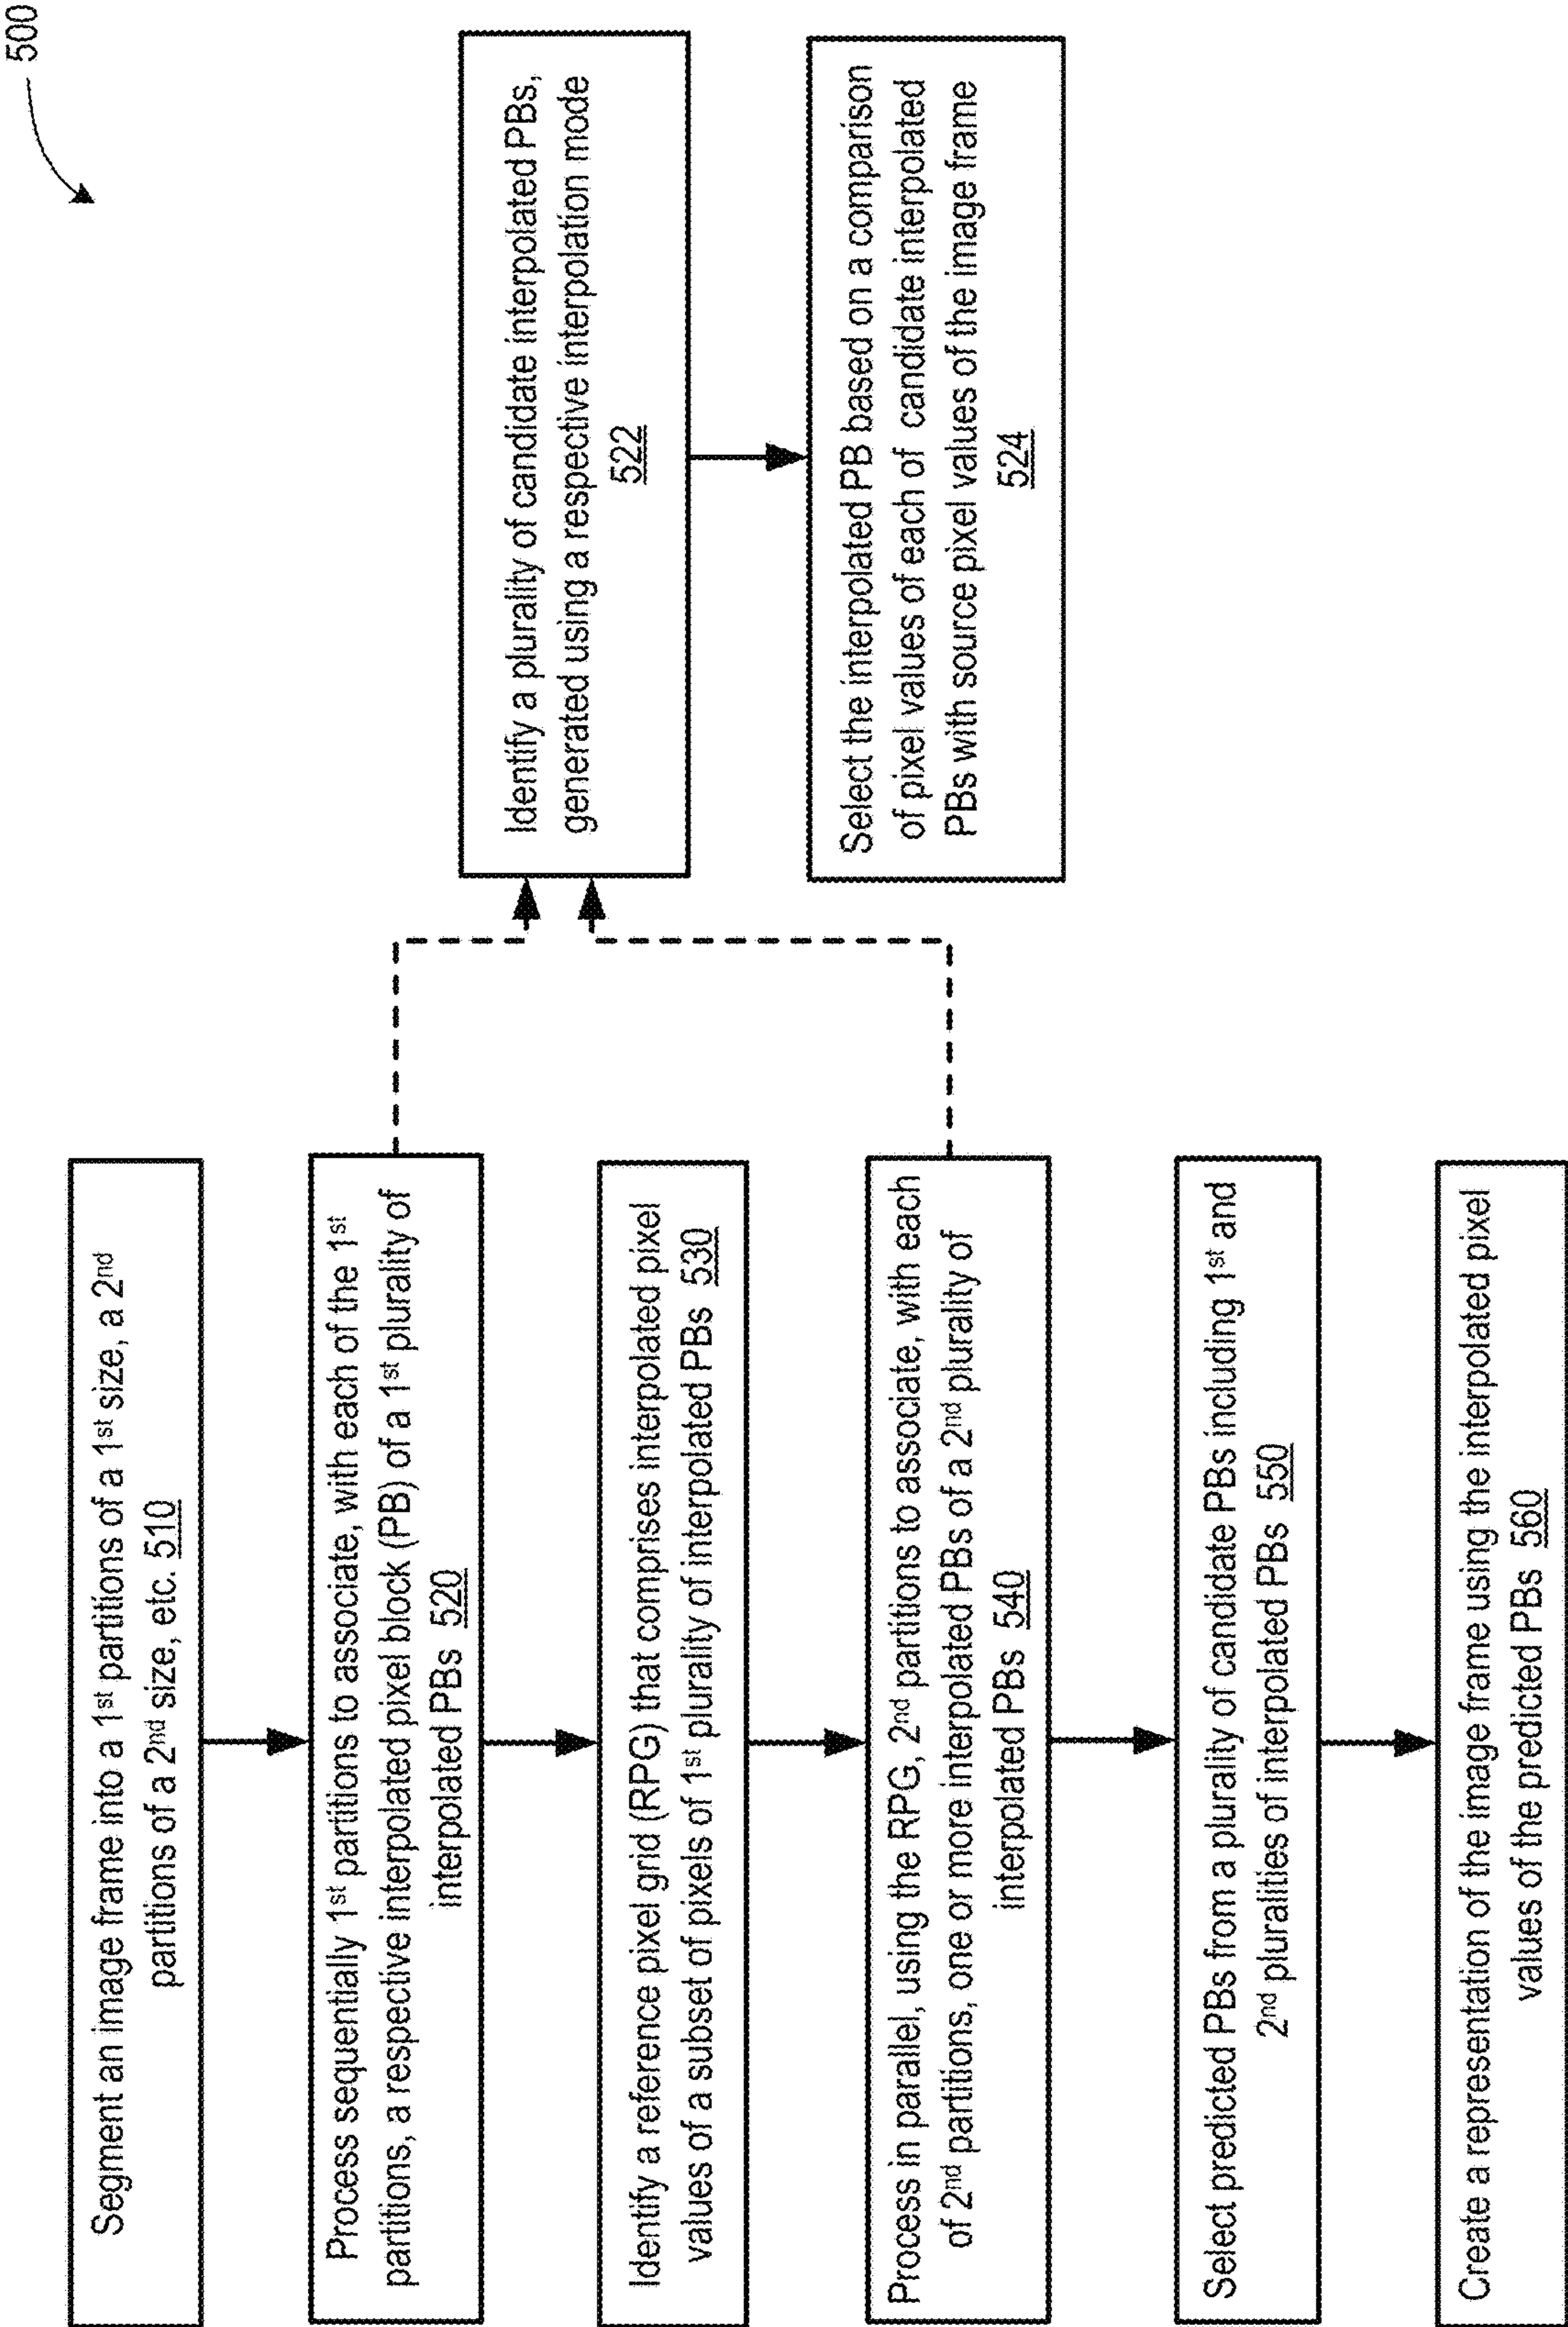 500
Segment an image frame into a 1st partitions of a 1st size, a 2nd
partitions of a 2nd size, etc. 510
Process sequentially 1st partitions to associate, with each of the 1st
partitions, a respective interpolated pixel block (PB) of a 1st plurality of
interpolated PBs 520
Identify a reference pixel grid (RPG) that comprises interpolated pixel
values of a subset of pixels of 1st plurality of interpolated PBs 530
Process in parallel, using the RPG, 2nd partitions to associate, with each
of 2nd partitions, one or more interpolated PBs of a 2nd plurality of
interpolated PBs 540
Select predicted PBs from a plurality of candidate PBs including 1st and
2nd pluralities of interpolated PBs 550
Create a representation of the image frame using the interpolated pixel
values of the predicted PBs 560
Identify a plurality of candidate interpolated PBs,
generated using a respective interpolation mode
522
Select the interpolated PB based on a comparison
of pixel values of each of candidate interpolated
PBs with source pixel values of the image frame
524